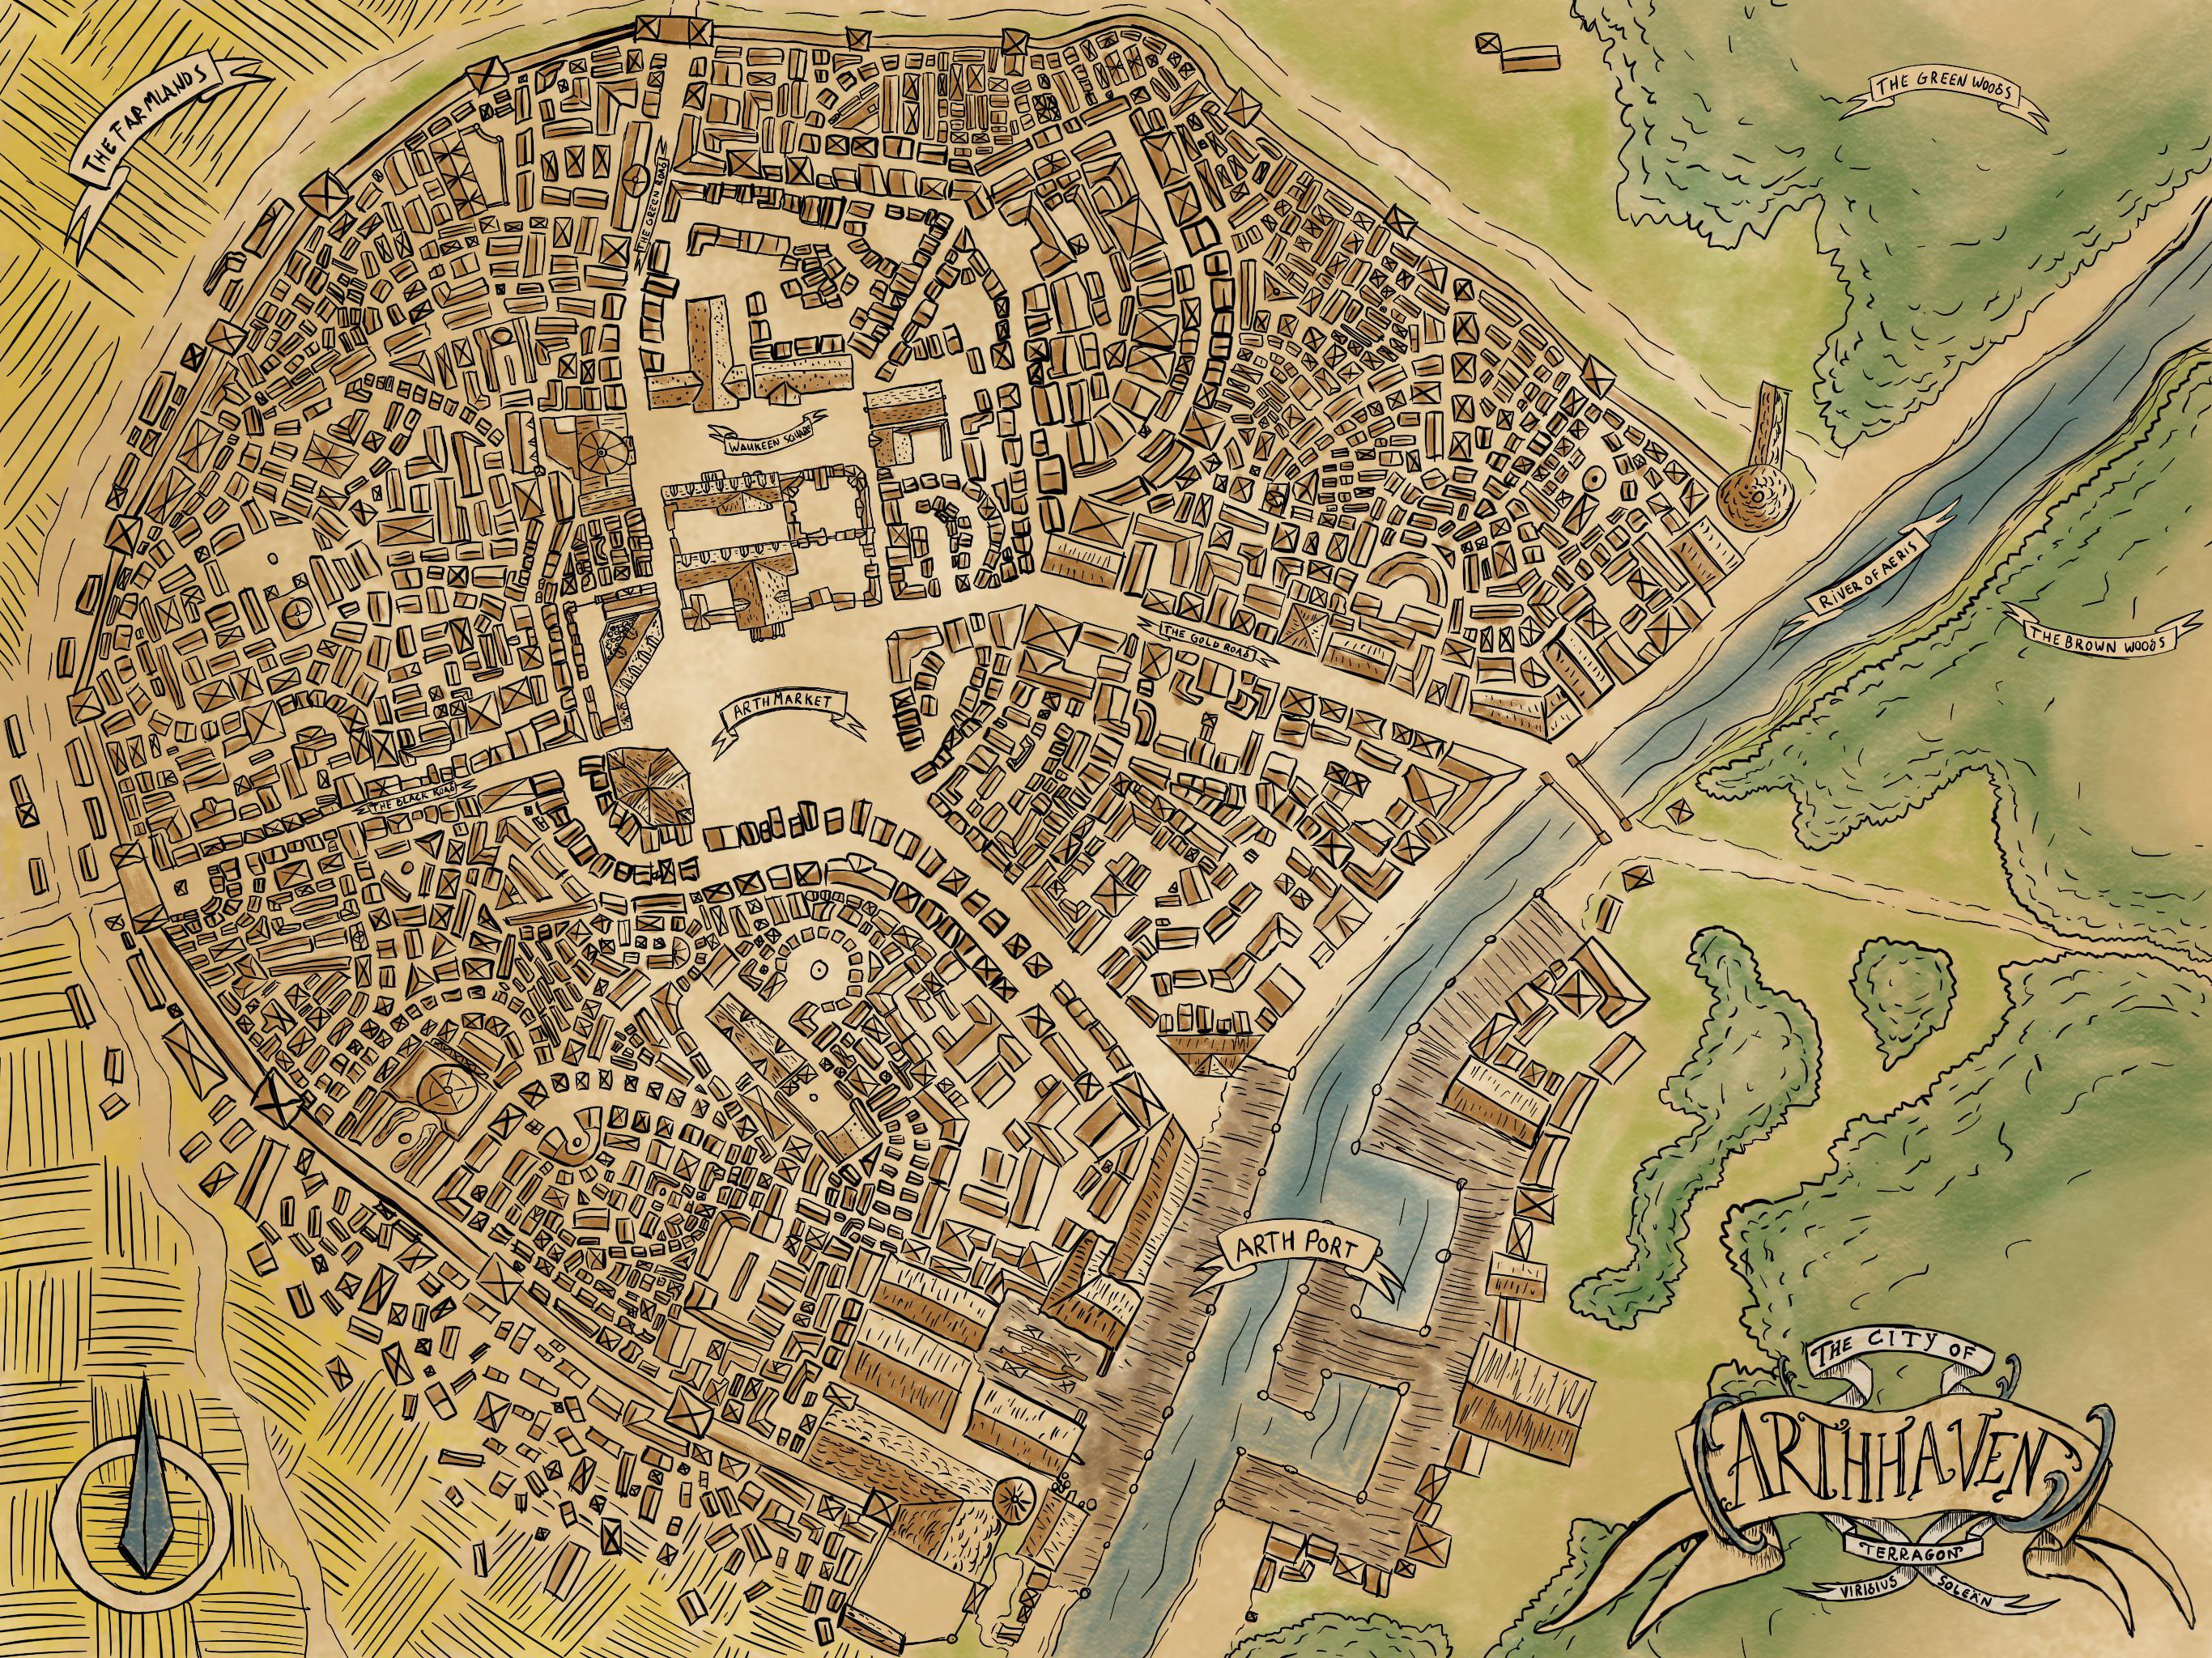 THE FARMLANDS
THE GREEN WOODS
THE GREEN ROAD
WAUKEEN SQUARE
RIVER OF AERIS
THE BROWN WOODS
THE GOLD ROAD
ARTH MARKET
THE BLACK ROAD
ARTH PORT
THE CITY OF
ARTHHAVEN
TERRAGON
VIRIDIUS SOLEÄN